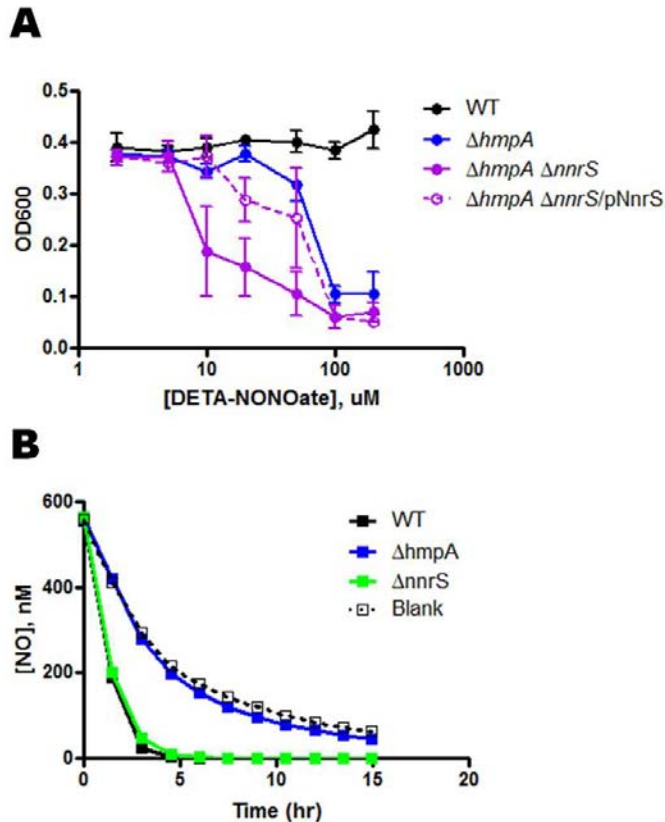 A
0.5
0.4
0.3
0.2
0.1
0.0
OD600
1
10
100
1000
[DETA-NONOate], uM
WT
ΔhmpA
ΔhmpA ΔnnrS
ΔhmpA ΔnnrS/pNnrS
B
600
400
200
0
[NO], nM
0
5
10
15
20
Time (hr)
WT
ΔhmpA
ΔnnrS
Blank